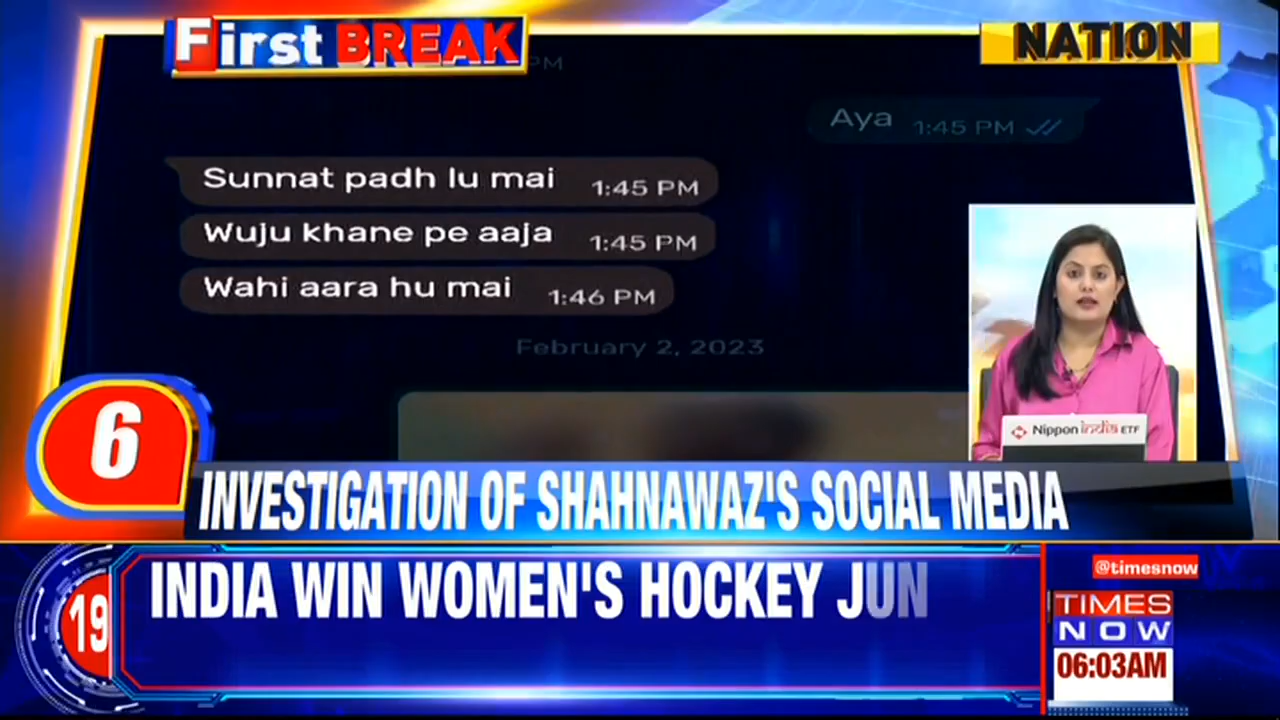 First BREAK
NATION
PM
Aya 1:45 PM
Sunnat padh lu mai 1:45 PM
Wuju khane pe aaja 1:45 PM
Wahi aara hu mai 1:46 PM
February 2, 2023
Nippon india ETF
6
INVESTIGATION OF SHAHNAWAZ'S SOCIAL MEDIA
19
INDIA WIN WOMEN'S HOCKEY JUN
@timesnow
TIMES
NOW
06:03AM